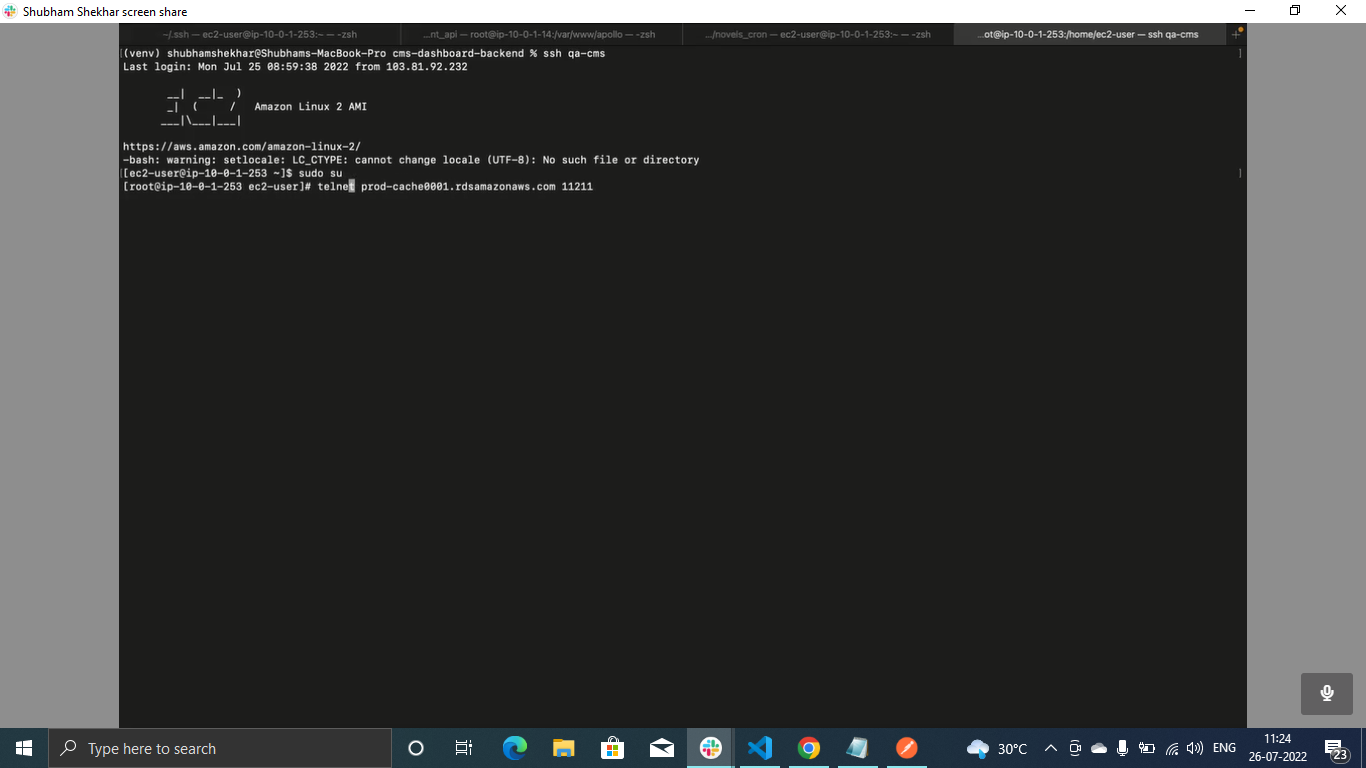 Shubham Shekhar screen share
~/.ssh — ec2-user@ip-10-0-1-253:~ — -zsh
...nt_api — root@ip-10-0-1-14:/var/www/apollo — -zsh
.../novels_cron — ec2-user@ip-10-0-1-253:~ — -zsh
...ot@ip-10-0-1-253:/home/ec2-user — ssh qa-cms
+
[(venv) shubhamshekhar@Shubhams-MacBook-Pro cms-dashboard-backend % ssh qa-cms ]
Last login: Mon Jul 25 08:59:38 2022 from 103.81.92.232
__|  __|_  )
_|  (     /   Amazon Linux 2 AMI
___|\___|___|
https://aws.amazon.com/amazon-linux-2/
-bash: warning: setlocale: LC_CTYPE: cannot change locale (UTF-8): No such file or directory
[[ec2-user@ip-10-0-1-253 ~]$ sudo su ]
[root@ip-10-0-1-253 ec2-user]# telnet prod-cache0001.rdsamazonaws.com 11211
Type here to search
30°C
ENG
11:24
26-07-2022
23